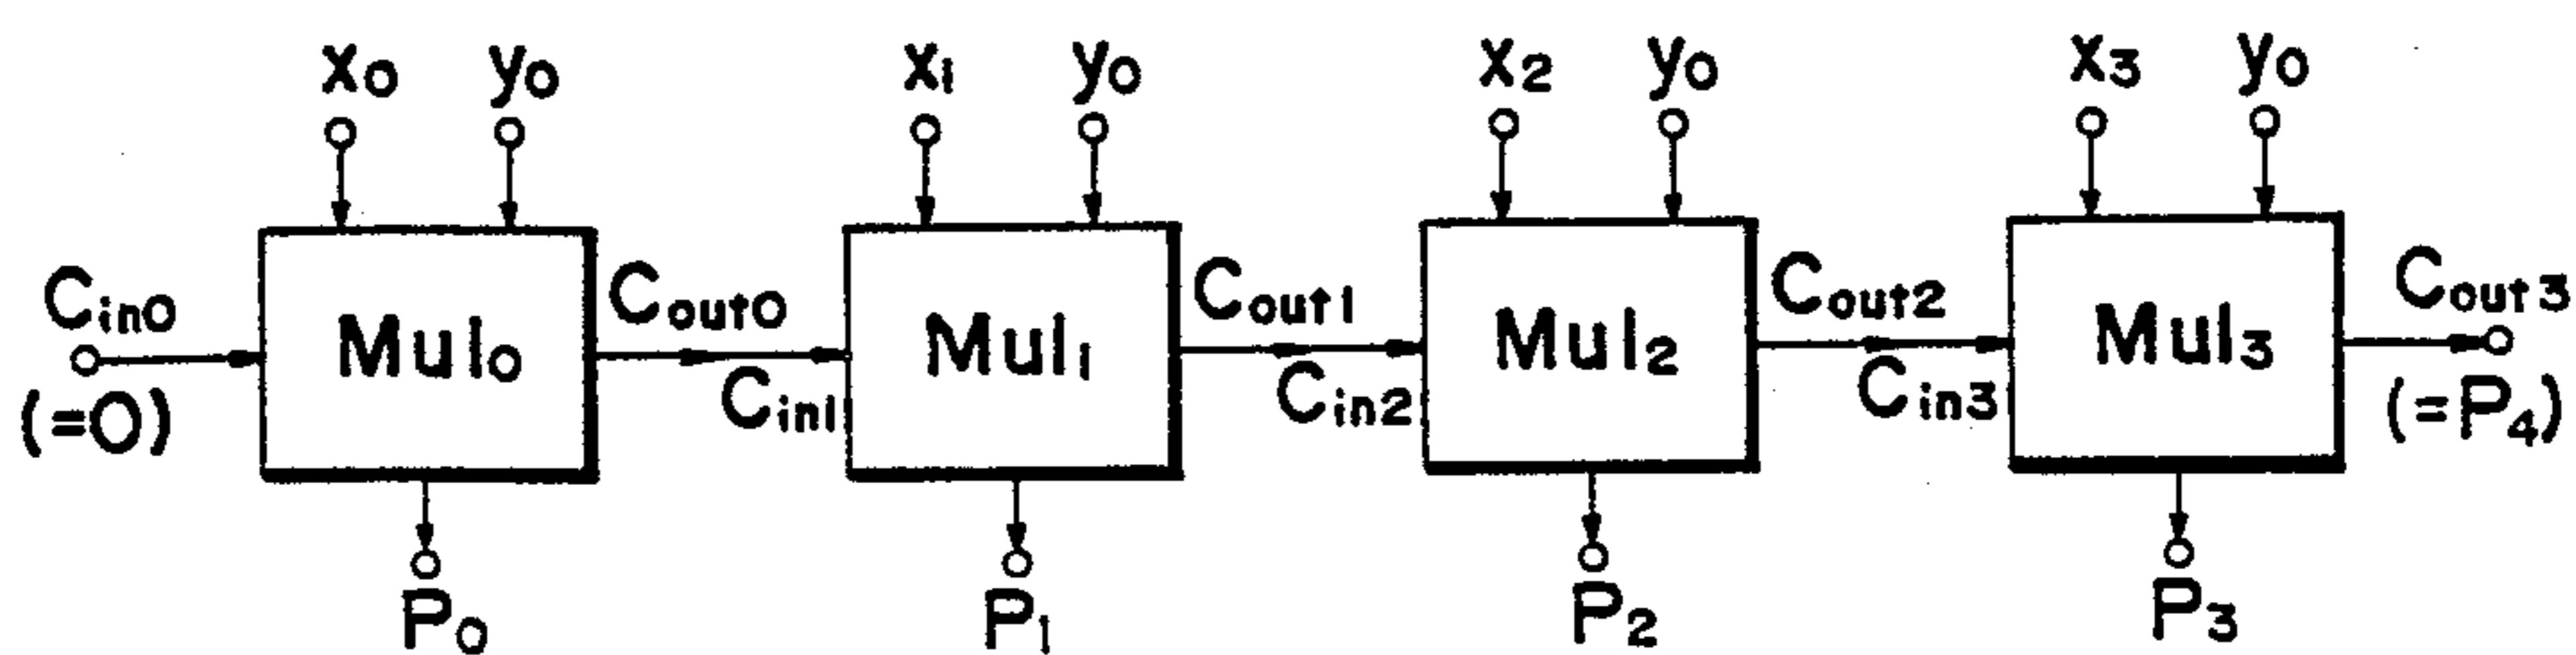 x0 y0 x1 y0 x2 y0 x3 y0
Cin0 Cout0 Cout1 Cout2 Cout3
Mul0 Mul1 Mul2 Mul3
(=0) Cin1 Cin2 Cin3 (=P4)
P0 P1 P2 P3